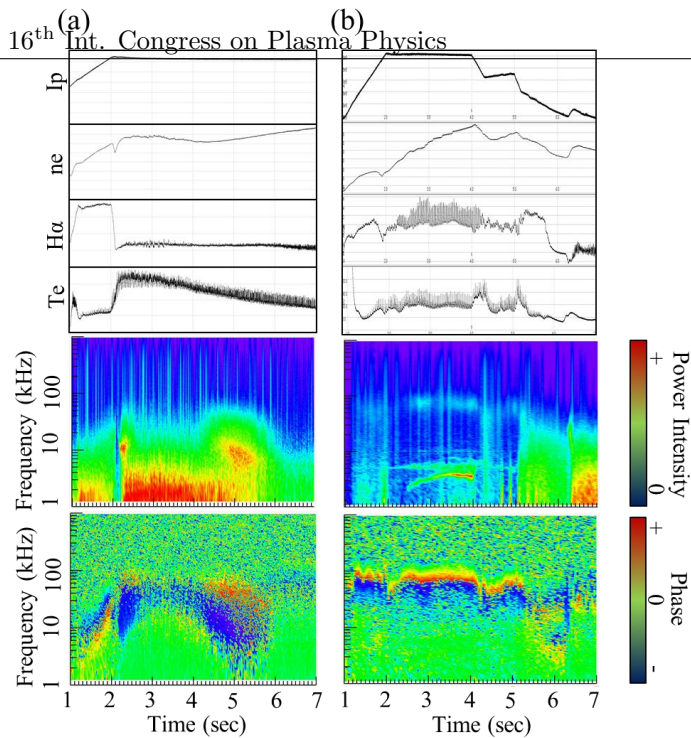 (a) (b)
16th Int. Congress on Plasma Physics
Ip
ne
Hα
Te
Frequency (kHz)
100
10
1
+
Power Intensity
0
Frequency (kHz)
100
10
1
+
Phase
0
-
1 2 3 4 5 6 7
Time (sec)
1 2 3 4 5 6 7
Time (sec)